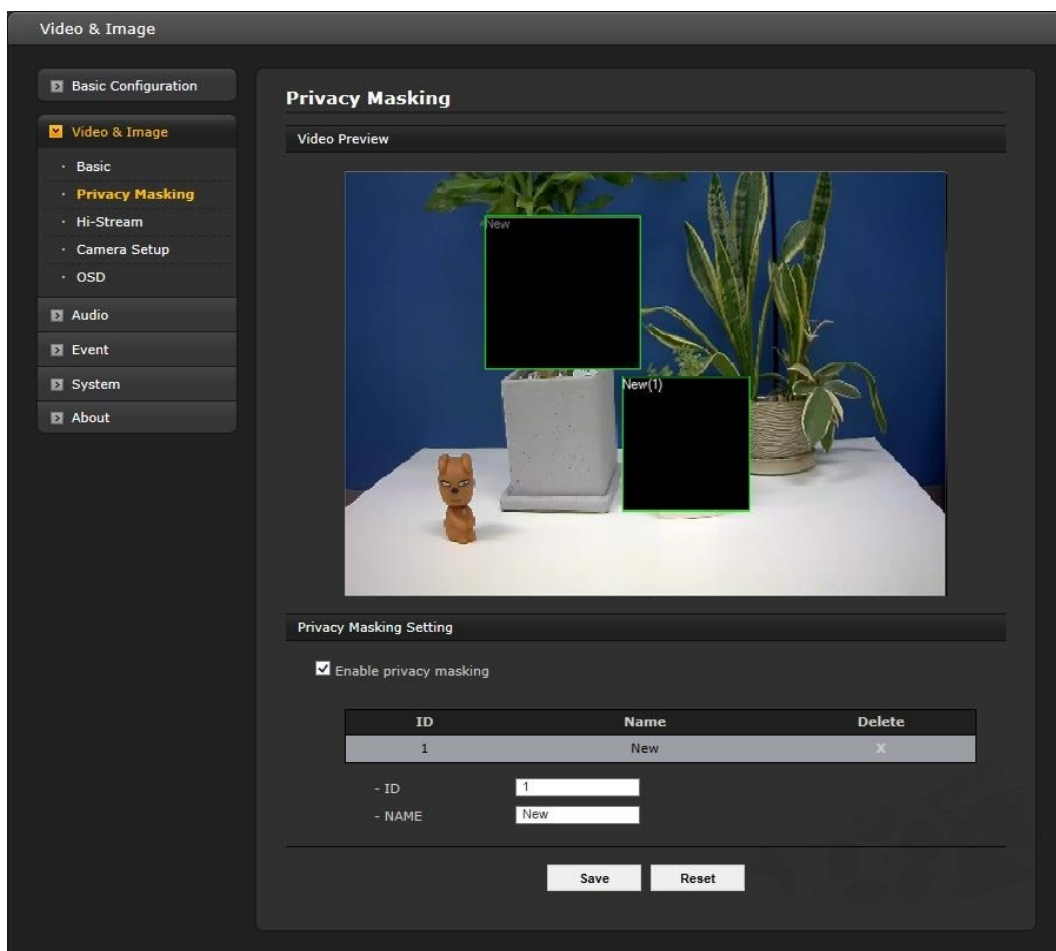 Video & Image
Basic Configuration
Video & Image
· Basic
· Privacy Masking
· Hi-Stream
· Camera Setup
· OSD
Audio
Event
System
About
Privacy Masking
Video Preview
New
New(1)
Privacy Masking Setting
Enable privacy masking
ID Name Delete
1 New X
- ID 1
- NAME New
Save Reset